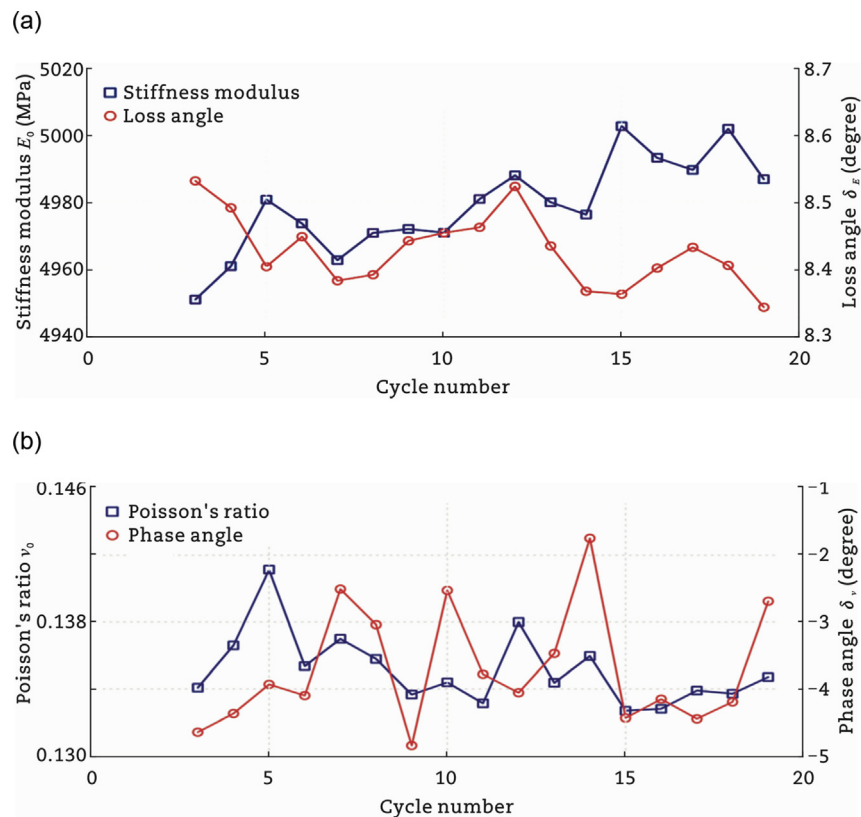 (a)
5020
5000
4980
4960
4940
Stiffness modulus E₀ (MPa)
Stiffness modulus
Loss angle
8.7
8.6
8.5
8.4
8.3
Loss angle δ_E (degree)
0 5 10 15 20
Cycle number
(b)
0.146
0.138
0.130
Poisson's ratio ν₀
Poisson's ratio
Phase angle
−1
−2
−3
−4
−5
Phase angle δ_ν (degree)
0 5 10 15 20
Cycle number